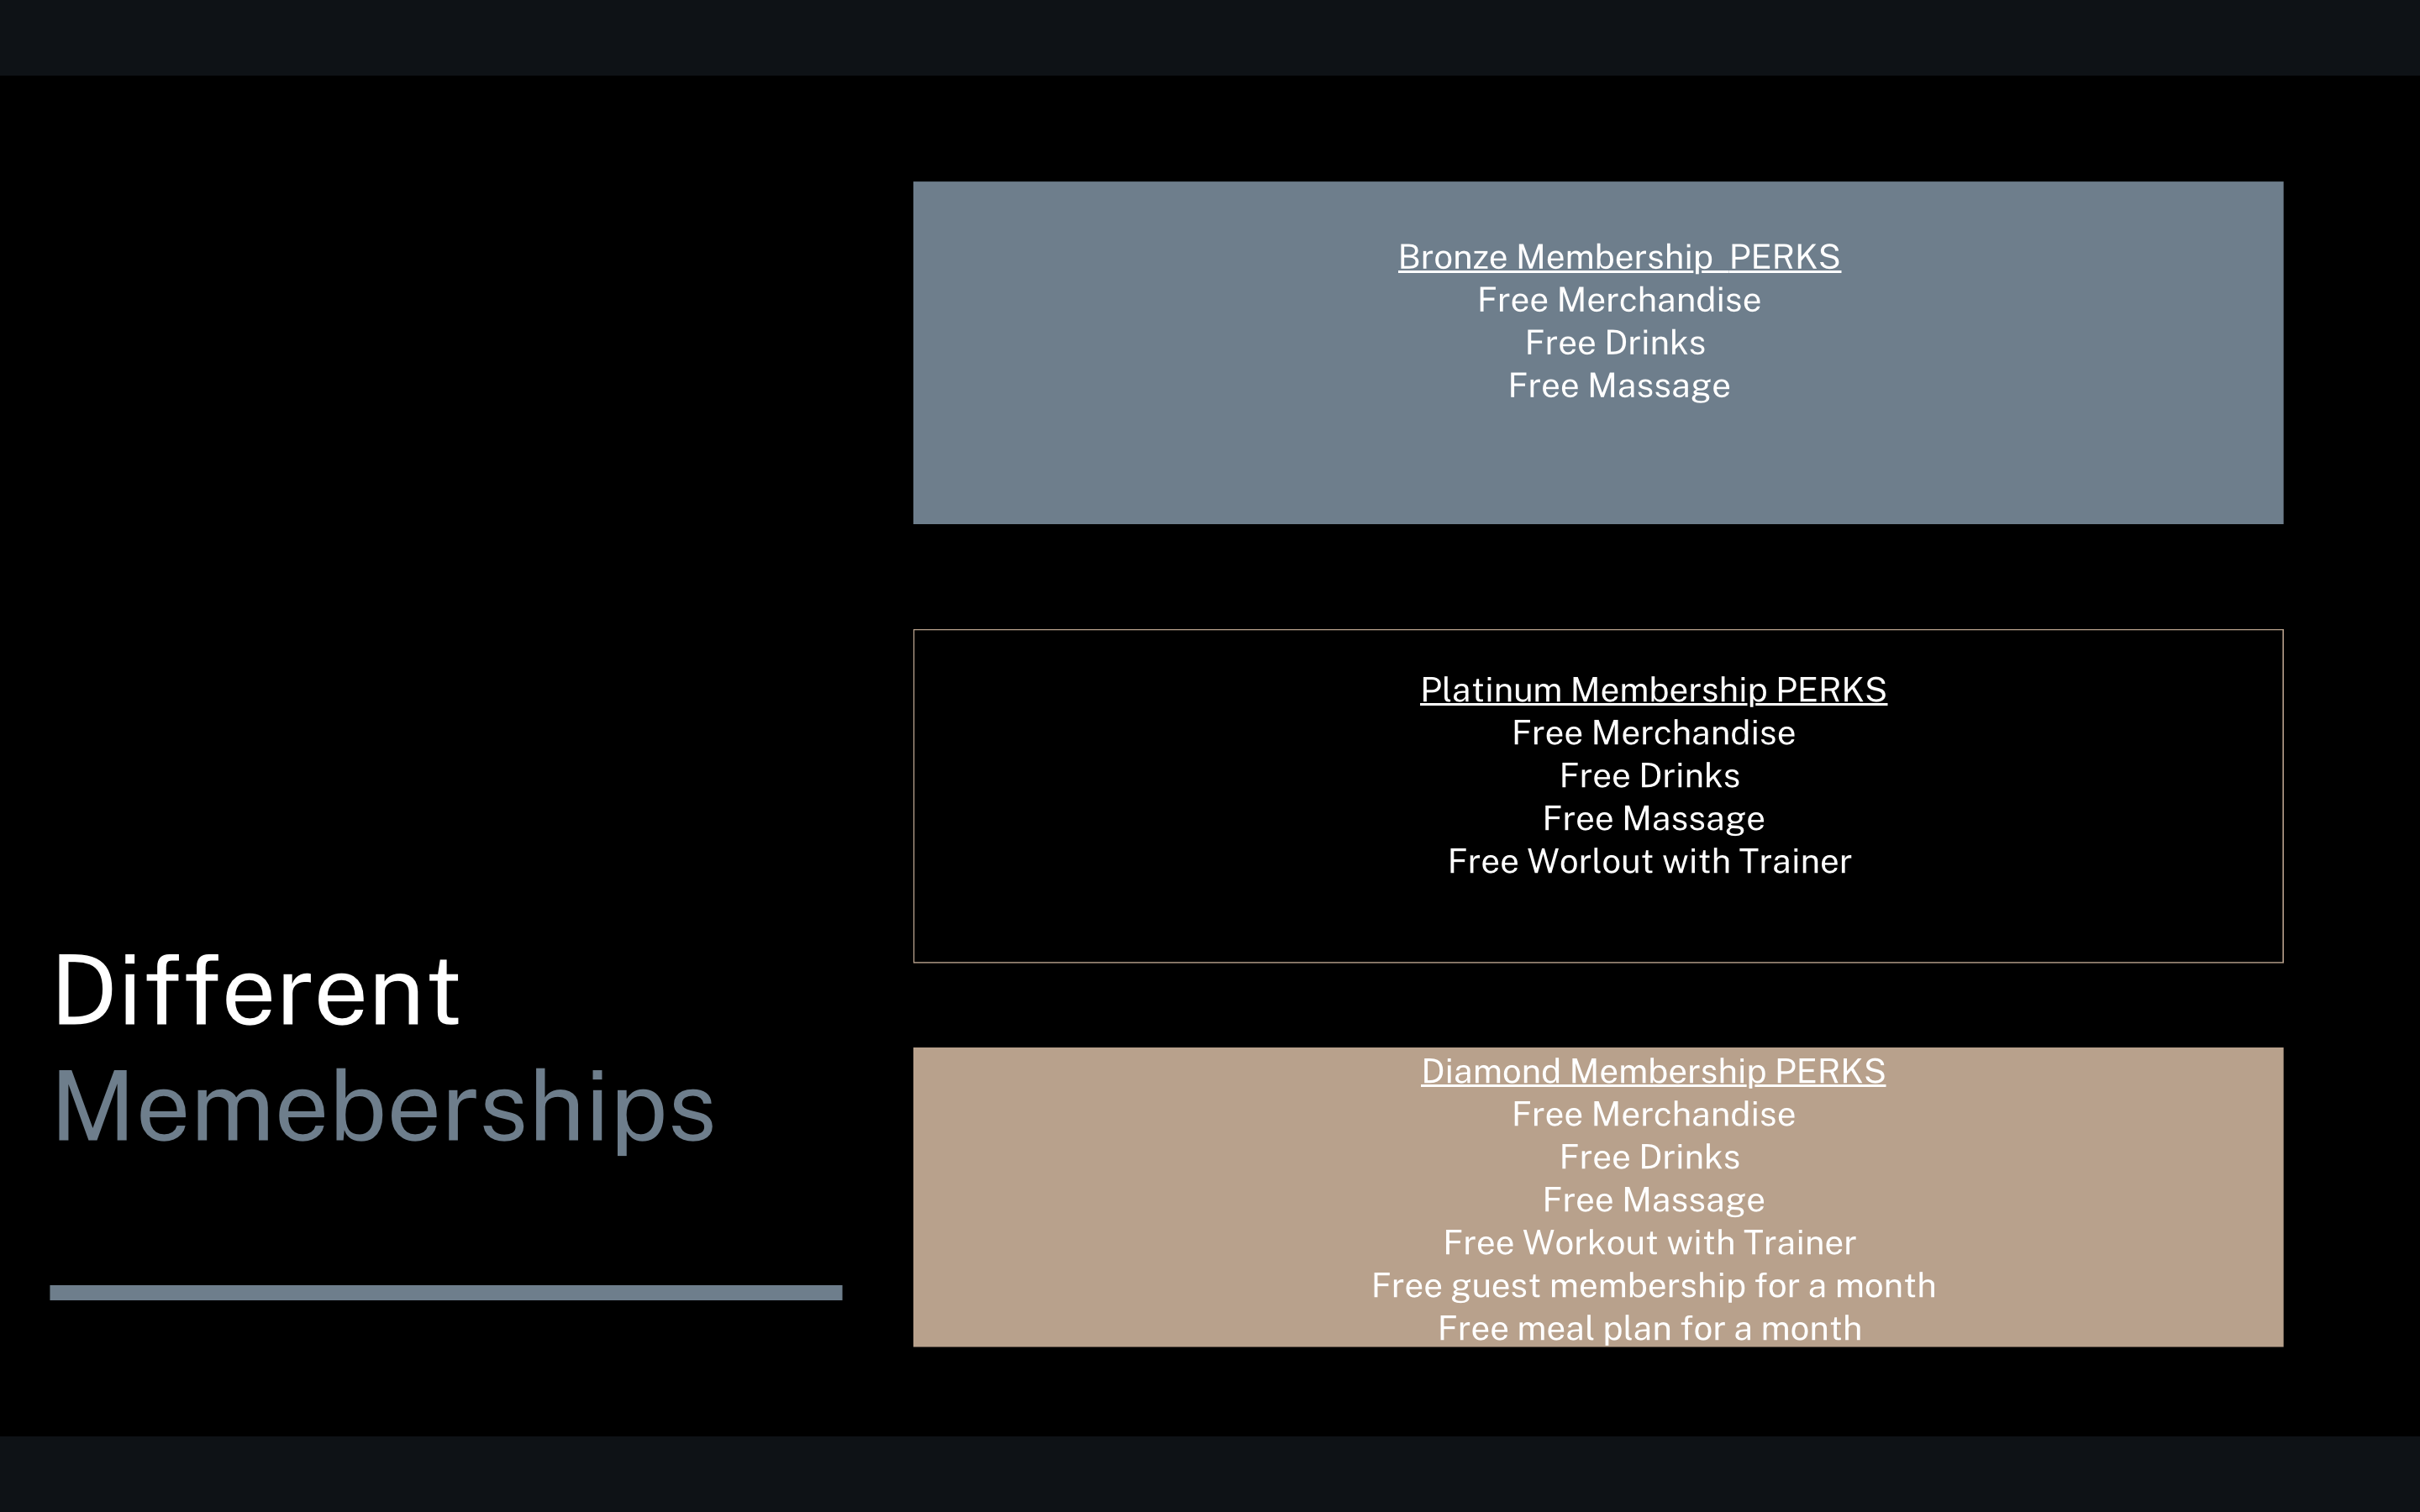 Different
Memeberships
Bronze Membership  PERKS
Free Merchandise
Free Drinks
Free Massage
Platinum Membership PERKS
Free Merchandise
Free Drinks
Free Massage
Free Worlout with Trainer
Diamond Membership PERKS
Free Merchandise
Free Drinks
Free Massage
Free Workout with Trainer
Free guest membership for a month
Free meal plan for a month